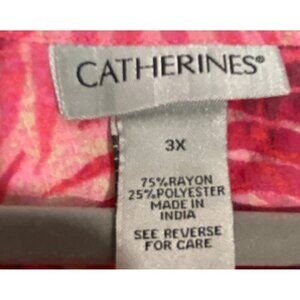 CATHERINES®
3X
75%RAYON
25%POLYESTER
MADE IN
INDIA
SEE REVERSE
FOR CARE